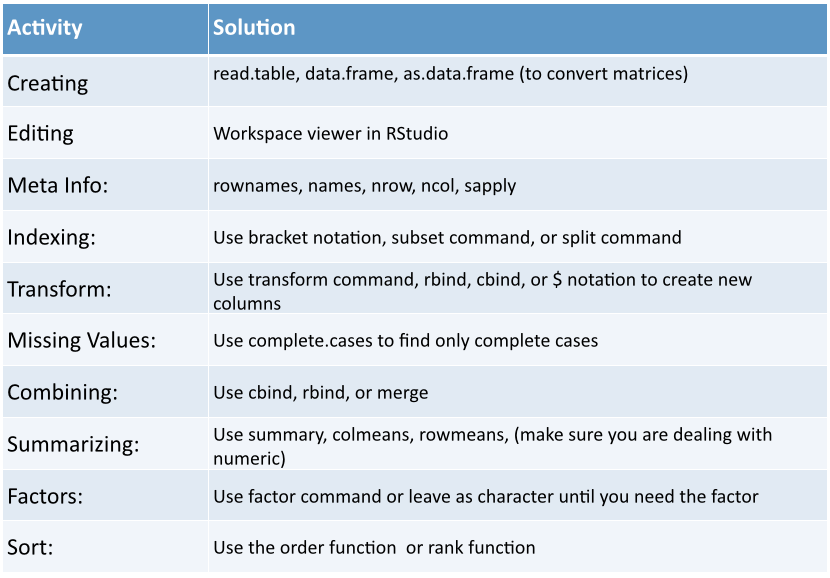 Activity Solution
Creating read.table, data.frame, as.data.frame (to convert matrices)
Editing Workspace viewer in RStudio
Meta Info: rownames, names, nrow, ncol, sapply
Indexing: Use bracket notation, subset command, or split command
Transform: Use transform command, rbind, cbind, or $ notation to create new
columns
Missing Values: Use complete.cases to find only complete cases
Combining: Use cbind, rbind, or merge
Summarizing: Use summary, colmeans, rowmeans, (make sure you are dealing with
numeric)
Factors: Use factor command or leave as character until you need the factor
Sort: Use the order function or rank function